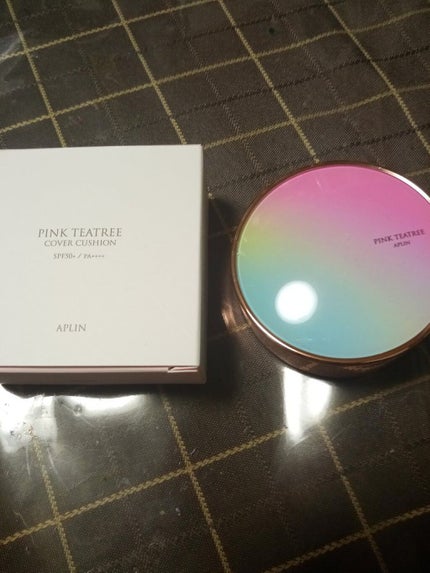 PINK TEATREE
COVER CUSHION
SPF50+ / PA++++
APLIN
PINK TEATREE
APLIN